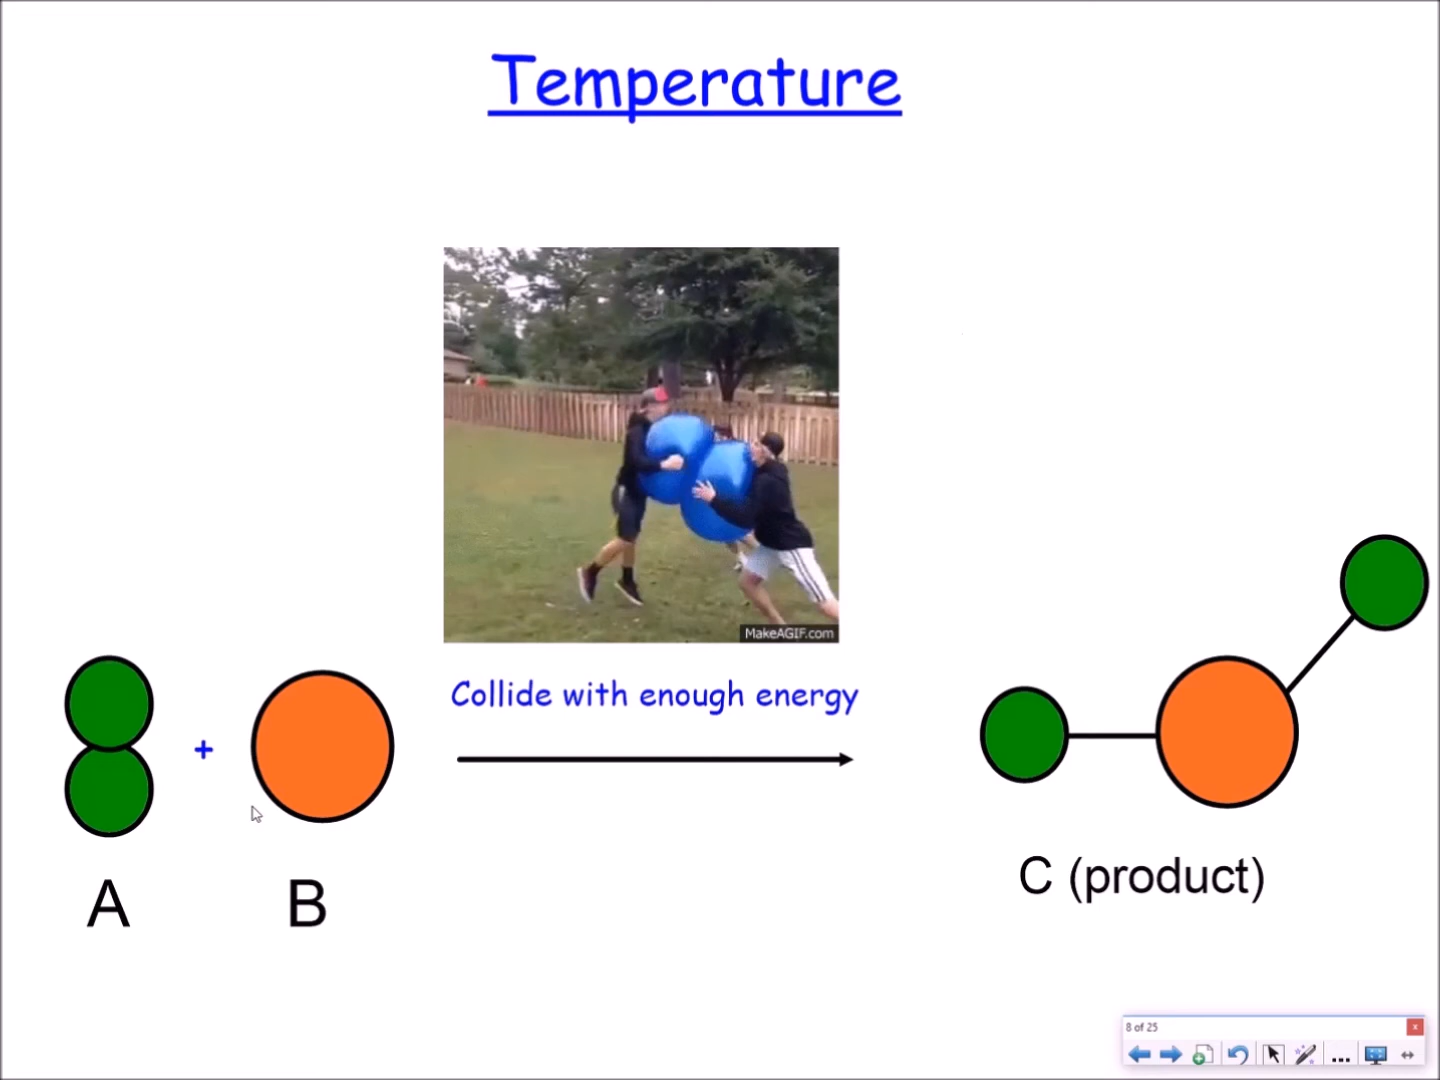 Temperature
MakeAGIF.com
Collide with enough energy
+
A
B
C (product)
8 of 25